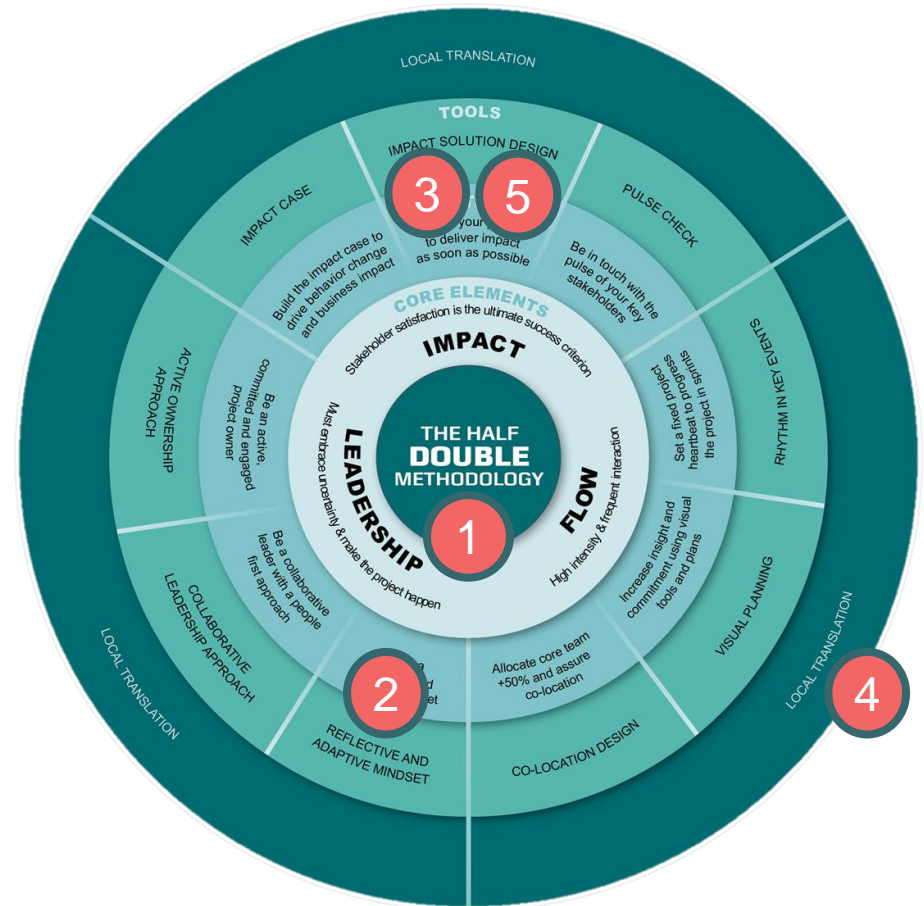 LOCAL TRANSLATION
TOOLS
IMPACT SOLUTION DESIGN
3
5
your
to deliver impact
as soon as possible
PULSE CHECK
Be in touch with the
pulse of your key
stakeholders
RHYTHM IN KEY EVENTS
Set a fixed project
heartbeat to progress
the project in sprints
VISUAL PLANNING
Increase insight and
commitment using visual
tools and plans
LOCAL TRANSLATION
4
CO-LOCATION DESIGN
Allocate core team
+50% and assure
co-location
REFLECTIVE AND
ADAPTIVE MINDSET
2
COLLABORATIVE
LEADERSHIP APPROACH
Be a collaborative
leader with a people
first approach
LOCAL TRANSLATION
ACTIVE OWNERSHIP
APPROACH
Be an active,
committed and engaged
project owner
IMPACT CASE
Build the impact case to
drive behavior change
and business impact
CORE ELEMENTS
Stakeholder satisfaction is the ultimate success criterion
IMPACT
FLOW
High intensity & frequent interaction
LEADERSHIP
Must embrace uncertainty & make the project happen
THE HALF
DOUBLE
METHODOLOGY
1